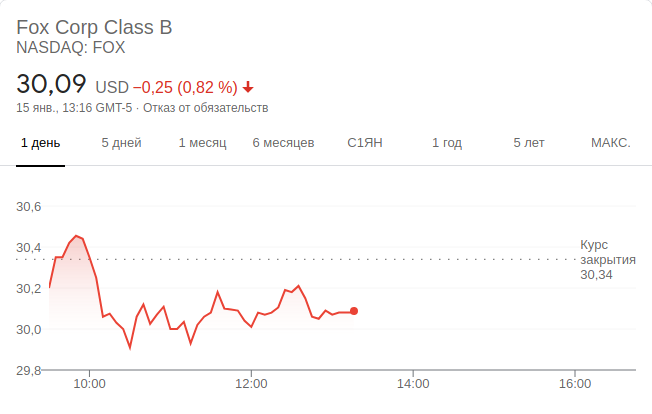 Fox Corp Class B
NASDAQ: FOX
30,09 USD −0,25 (0,82 %)
15 янв., 13:16 GMT-5 · Отказ от обязательств
1 день 5 дней 1 месяц 6 месяцев С1ЯН 1 год 5 лет МАКС.
30,6
30,4
30,2
30,0
29,8
Курс
закрытия
30,34
10:00 12:00 14:00 16:00